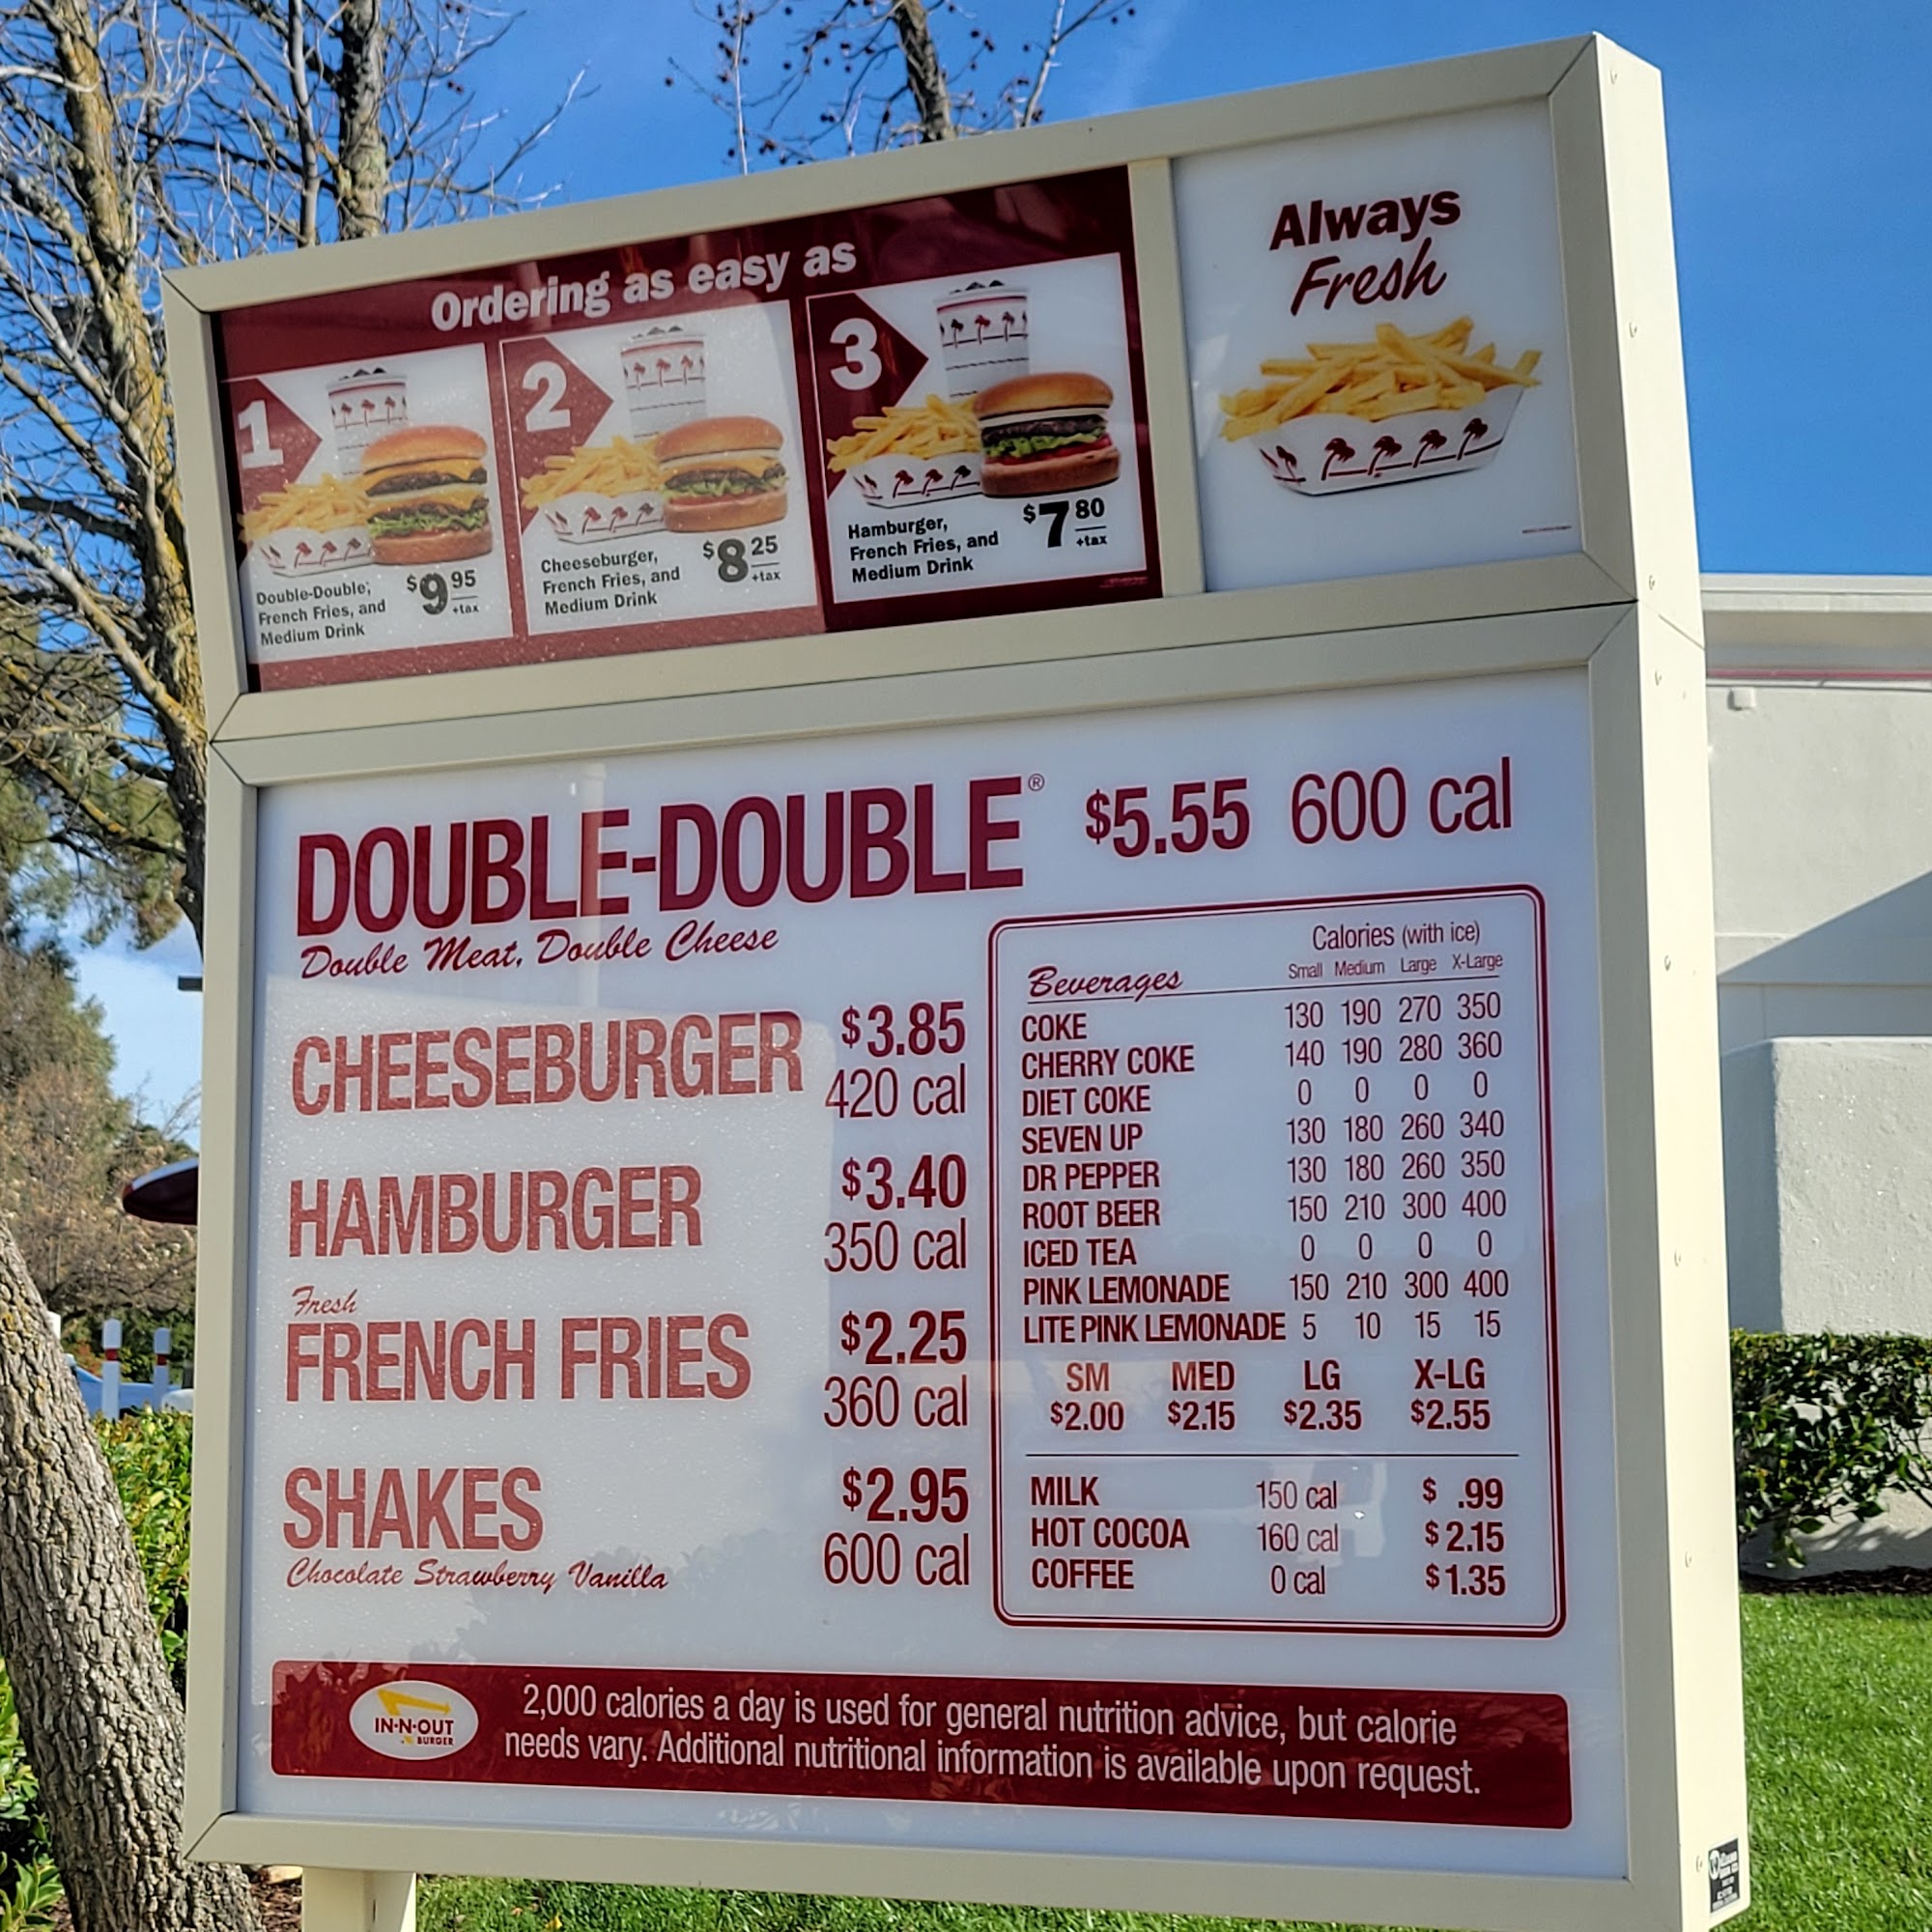 Ordering as easy as
1
Double-Double,
French Fries, and
Medium Drink
$9 95
+tax
2
Cheeseburger,
French Fries, and
Medium Drink
$8 25
+tax
3
Hamburger,
French Fries, and
Medium Drink
$7 80
+tax
Always
Fresh
DOUBLE-DOUBLE® $5.55 600 cal
Double Meat, Double Cheese
CHEESEBURGER $3.85
420 cal
HAMBURGER $3.40
350 cal
Fresh
FRENCH FRIES $2.25
360 cal
SHAKES $2.95
Chocolate Strawberry Vanilla 600 cal
Calories (with ice)
Beverages Small Medium Large X-Large
COKE 130 190 270 350
CHERRY COKE 140 190 280 360
DIET COKE 0 0 0 0
SEVEN UP 130 180 260 340
DR PEPPER 130 180 260 350
ROOT BEER 150 210 300 400
ICED TEA 0 0 0 0
PINK LEMONADE 150 210 300 400
LITE PINK LEMONADE 5 10 15 15
SM MED LG X-LG
$2.00 $2.15 $2.35 $2.55
MILK 150 cal $ .99
HOT COCOA 160 cal $2.15
COFFEE 0 cal $1.35
IN-N-OUT
BURGER
2,000 calories a day is used for general nutrition advice, but calorie
needs vary. Additional nutritional information is available upon request.